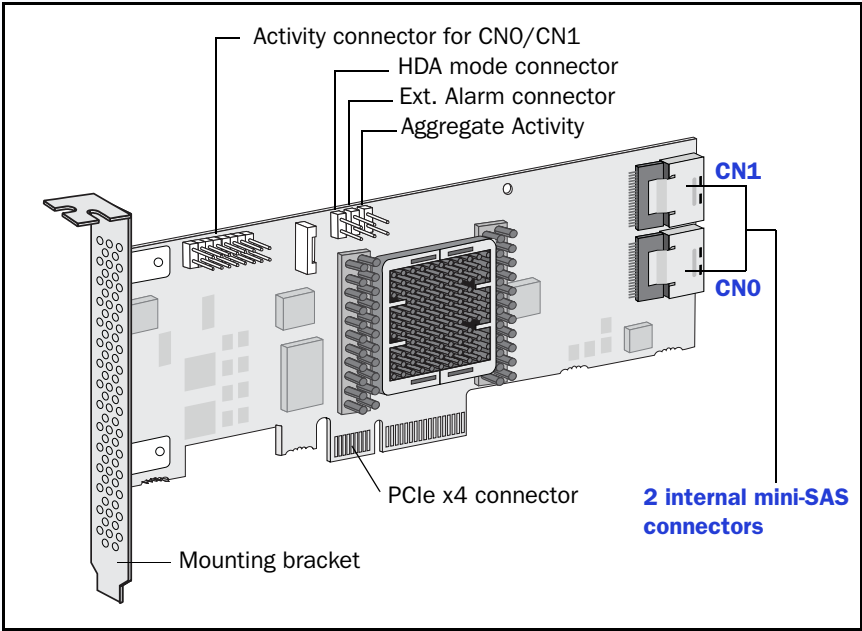 Activity connector for CN0/CN1
HDA mode connector
Ext. Alarm connector
Aggregate Activity
CN1
CN0
PCIe x4 connector
2 internal mini-SAS
connectors
Mounting bracket